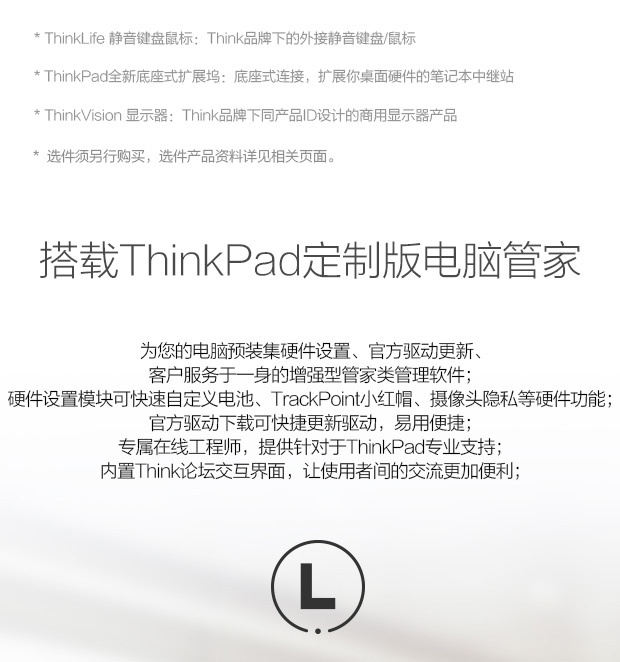 * ThinkLife 静音键盘鼠标：Think品牌下的外接静音键盘/鼠标
* ThinkPad全新底座式扩展坞：底座式连接，扩展你桌面硬件的笔记本中继站
* ThinkVision 显示器：Think品牌下同产品ID设计的商用显示器产品
* 选件须另行购买，选件产品资料详见相关页面。
搭载ThinkPad定制版电脑管家
为您的电脑预装集硬件设置、官方驱动更新、
客户服务于一身的增强型管家类管理软件；
硬件设置模块可快速自定义电池、TrackPoint小红帽、摄像头隐私等硬件功能；
官方驱动下载可快捷更新驱动，易用便捷；
专属在线工程师，提供针对于ThinkPad专业支持；
内置Think论坛交互界面，让使用者间的交流更加便利；
L